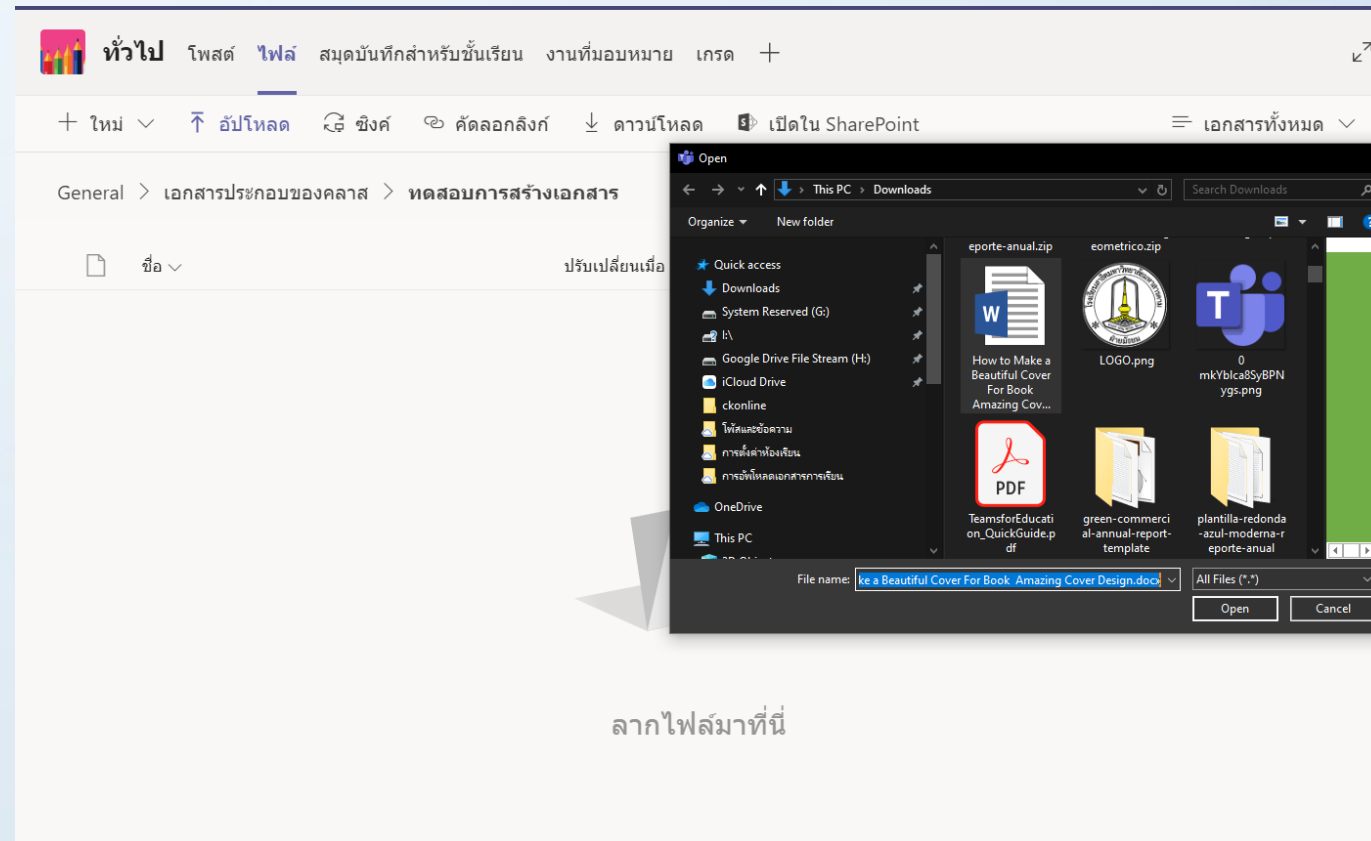 ทั่วไป โพสต์ ไฟล์ สมุดบันทึกสำหรับชั้นเรียน งานที่มอบหมาย เกรด
ใหม่ อัปโหลด ซิงค์ คัดลอกลิงก์ ดาวน์โหลด เปิดใน SharePoint เอกสารทั้งหมด
General > เอกสารประกอบของคลาส > ทดสอบการสร้างเอกสาร
ชื่อ ปรับเปลี่ยนเมื่อ
Open
This PC > Downloads Search Downloads
Organize New folder
Quick access
Downloads
System Reserved (G:)
I:\
Google Drive File Stream (H:)
iCloud Drive
ckonline
โพ้สและข้อความ
การตั้งค่าห้องเรียน
การอัพโหลดเอกสารการเรียน
OneDrive
This PC
eporte-anual.zip eometrico.zip
How to Make a
Beautiful Cover
For Book
Amazing Cov...
LOGO.png
0
mkYblca8SyBPN
ygs.png
PDF
TeamsforEducati
on_QuickGuide.p
df
green-commerci
al-annual-report-
template
plantilla-redonda
-azul-moderna-r
eporte-anual
File name: ke a Beautiful Cover For Book Amazing Cover Design.docx All Files (*.*)
Open Cancel
ลากไฟล์มาที่นี่